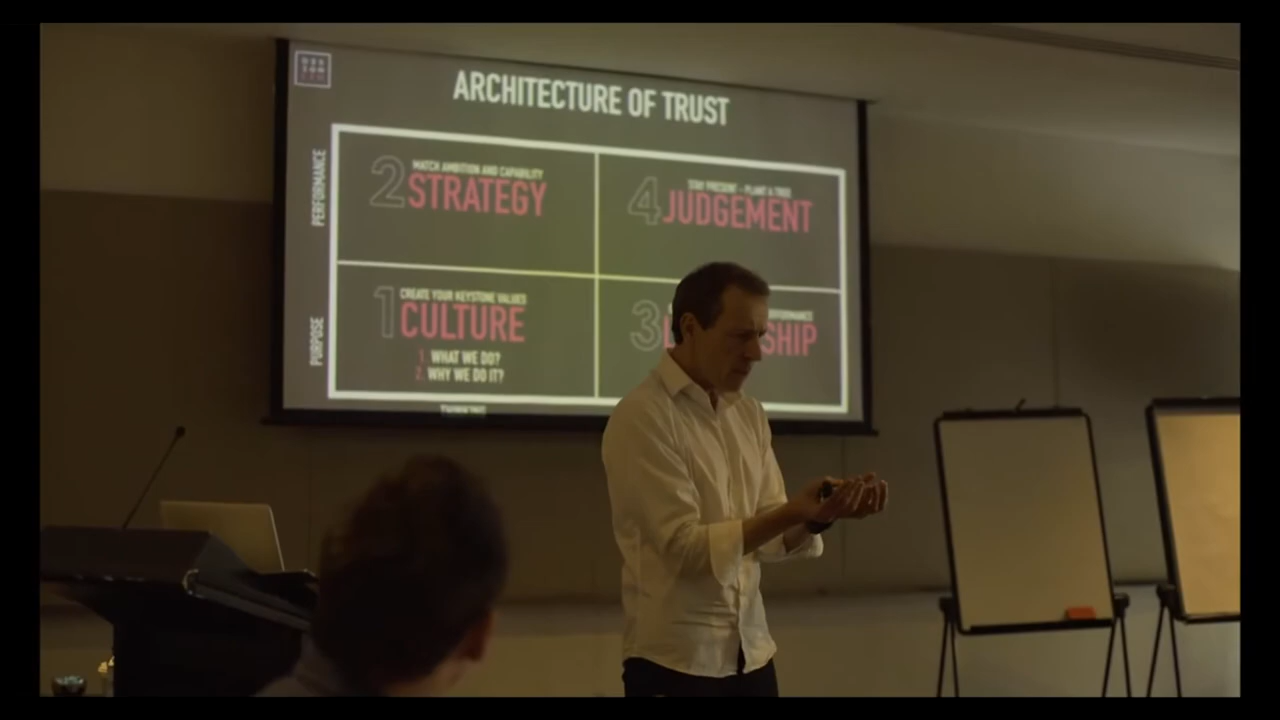 ARCHITECTURE OF TRUST
PERFORMANCE
2
MATCH AMBITION AND CAPABILITY
STRATEGY
4
STAY PRESENT - PLANT & TREE
JUDGEMENT
PURPOSE
1
CREATE YOUR KEYSTONE VALUES
CULTURE
1. WHAT WE DO?
2. WHY WE DO IT?
3